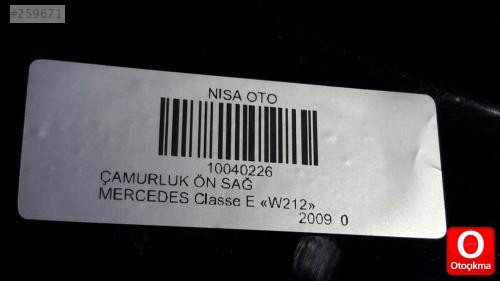 #259671
NISA OTO
10040226
ÇAMURLUK ÖN SAĞ
MERCEDES Classe E «W212»
2009 0
O
Otoçıkma